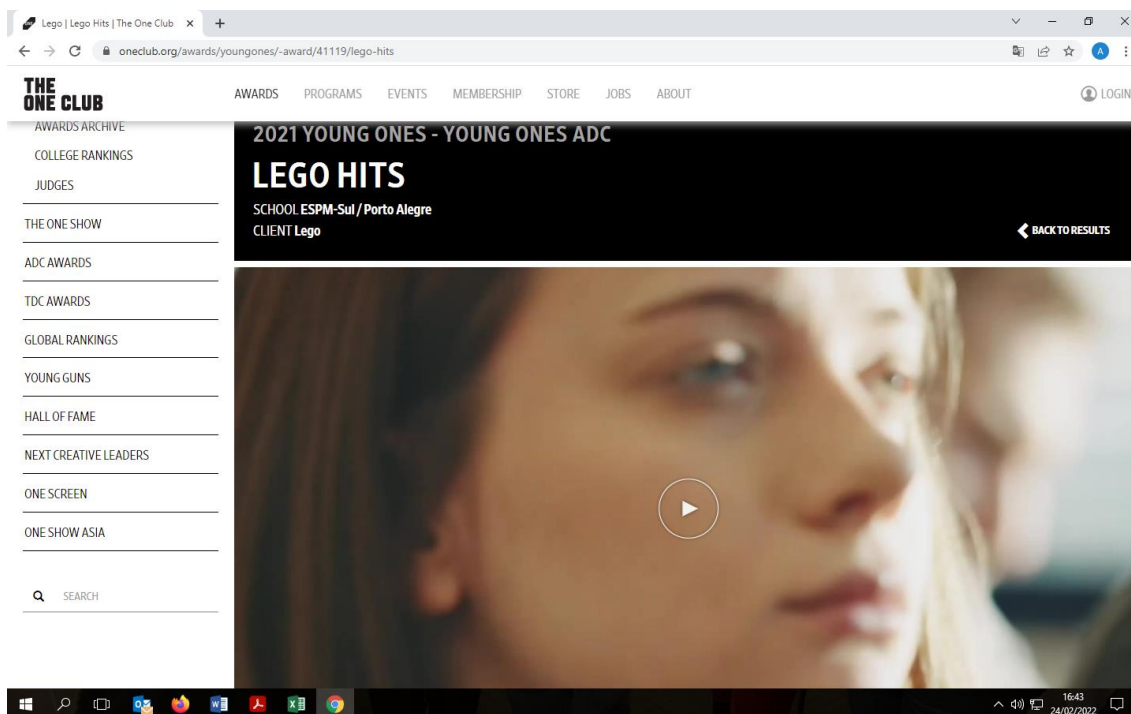 Lego | Lego Hits | The One Club
oneclub.org/awards/youngones/-award/41119/lego-hits
A
THE
ONE CLUB
AWARDS PROGRAMS EVENTS MEMBERSHIP STORE JOBS ABOUT
LOGIN
AWARDS ARCHIVE
COLLEGE RANKINGS
JUDGES
THE ONE SHOW
ADC AWARDS
TDC AWARDS
GLOBAL RANKINGS
YOUNG GUNS
HALL OF FAME
NEXT CREATIVE LEADERS
ONE SCREEN
ONE SHOW ASIA
SEARCH
2021 YOUNG ONES - YOUNG ONES ADC
LEGO HITS
SCHOOL ESPM-Sul / Porto Alegre
CLIENT Lego
BACK TO RESULTS
16:43
24/02/2022